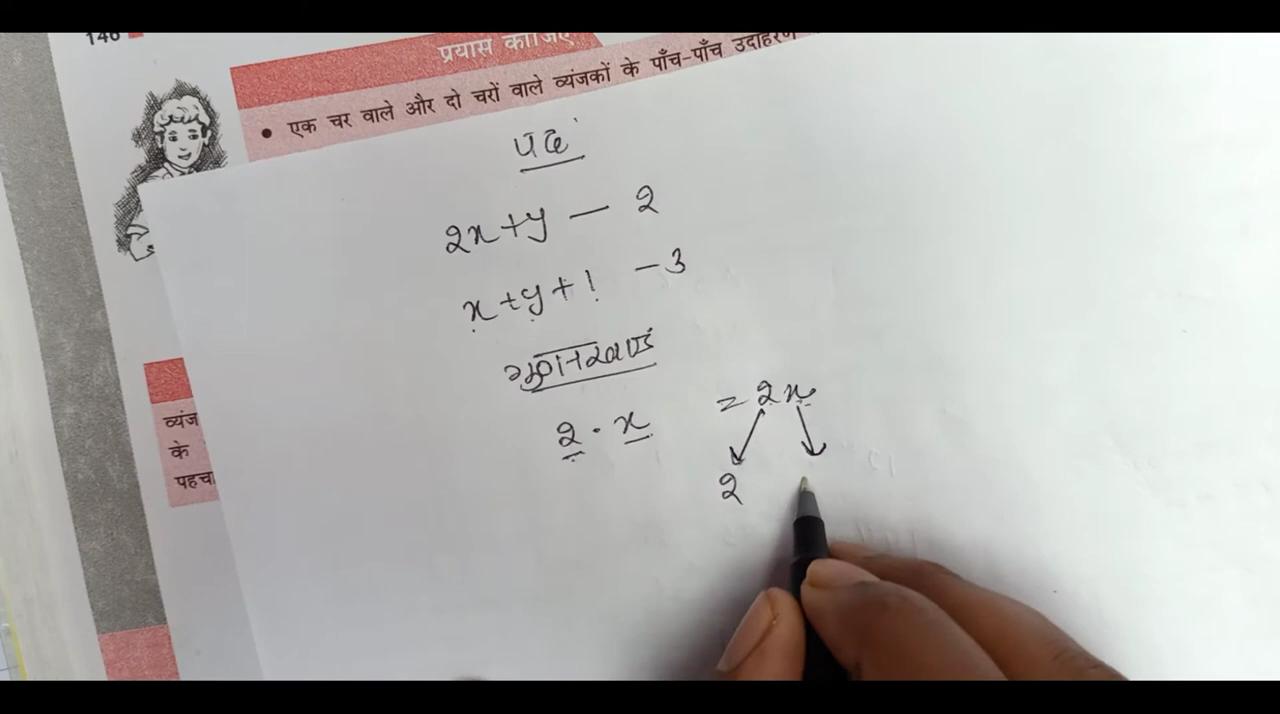 146
प्रयास कीजिए
• एक चर वाले और दो चरों वाले व्यंजकों के पाँच-पाँच उदाहरण
पद
2x+y — 2
x+y+1 - 3
गुणनखण्ड
2 . x = 2x
2
व्यंज
के
पहचा